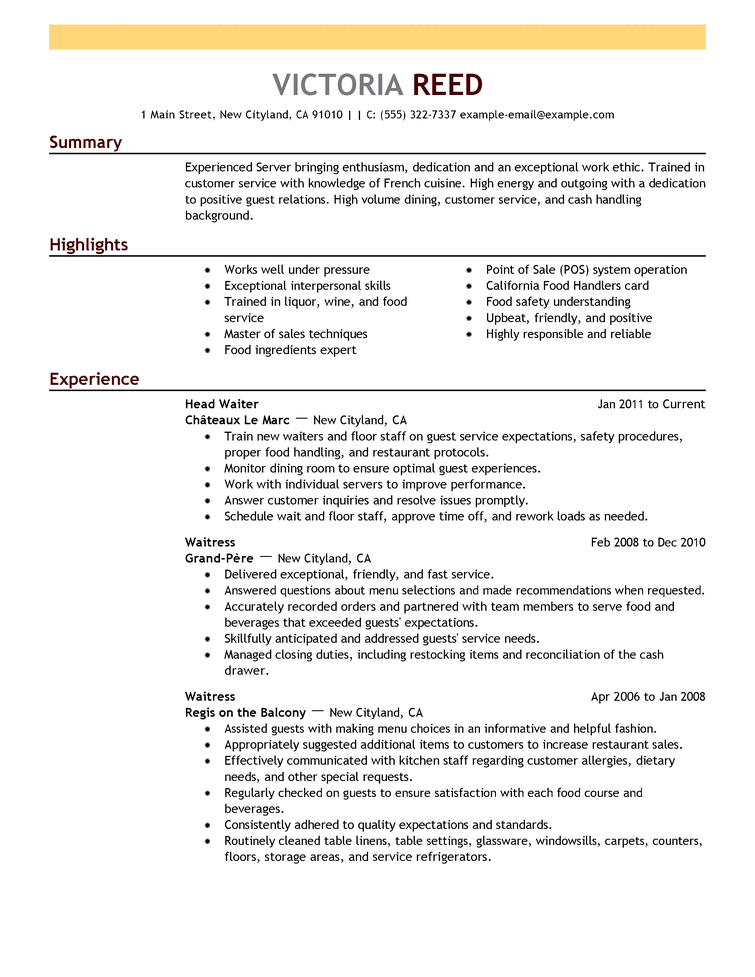 VICTORIA REED
1 Main Street, New Cityland, CA 91010 | | C: (555) 322-7337 example-email@example.com
Summary
Experienced Server bringing enthusiasm, dedication and an exceptional work ethic. Trained in
customer service with knowledge of French cuisine. High energy and outgoing with a dedication
to positive guest relations. High volume dining, customer service, and cash handling
background.
Highlights
• Works well under pressure
• Exceptional interpersonal skills
• Trained in liquor, wine, and food
service
• Master of sales techniques
• Food ingredients expert
• Point of Sale (POS) system operation
• California Food Handlers card
• Food safety understanding
• Upbeat, friendly, and positive
• Highly responsible and reliable
Experience
Head Waiter Jan 2011 to Current
Châteaux Le Marc — New Cityland, CA
• Train new waiters and floor staff on guest service expectations, safety procedures,
proper food handling, and restaurant protocols.
• Monitor dining room to ensure optimal guest experiences.
• Work with individual servers to improve performance.
• Answer customer inquiries and resolve issues promptly.
• Schedule wait and floor staff, approve time off, and rework loads as needed.
Waitress Feb 2008 to Dec 2010
Grand-Père — New Cityland, CA
• Delivered exceptional, friendly, and fast service.
• Answered questions about menu selections and made recommendations when requested.
• Accurately recorded orders and partnered with team members to serve food and
beverages that exceeded guests' expectations.
• Skillfully anticipated and addressed guests' service needs.
• Managed closing duties, including restocking items and reconciliation of the cash
drawer.
Waitress Apr 2006 to Jan 2008
Regis on the Balcony — New Cityland, CA
• Assisted guests with making menu choices in an informative and helpful fashion.
• Appropriately suggested additional items to customers to increase restaurant sales.
• Effectively communicated with kitchen staff regarding customer allergies, dietary
needs, and other special requests.
• Regularly checked on guests to ensure satisfaction with each food course and
beverages.
• Consistently adhered to quality expectations and standards.
• Routinely cleaned table linens, table settings, glassware, windowsills, carpets, counters,
floors, storage areas, and service refrigerators.